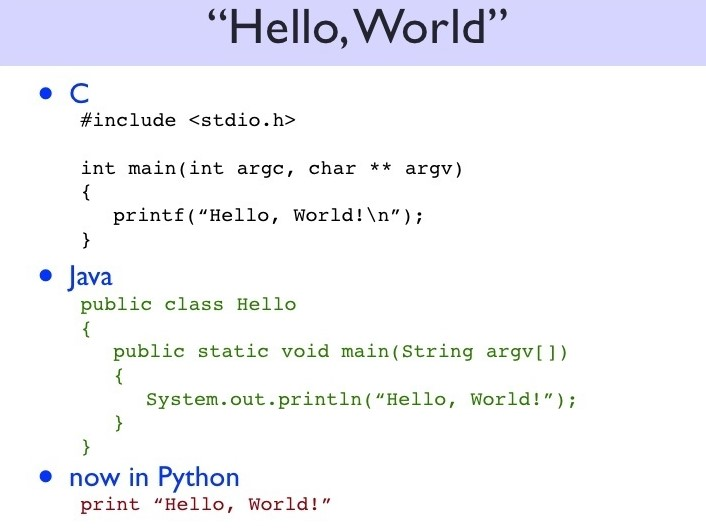 “Hello, World”
• C
#include <stdio.h>
int main(int argc, char ** argv)
{
printf(“Hello, World!\n”);
}
• Java
public class Hello
{
public static void main(String argv[])
{
System.out.println(“Hello, World!”);
}
}
• now in Python
print “Hello, World!”